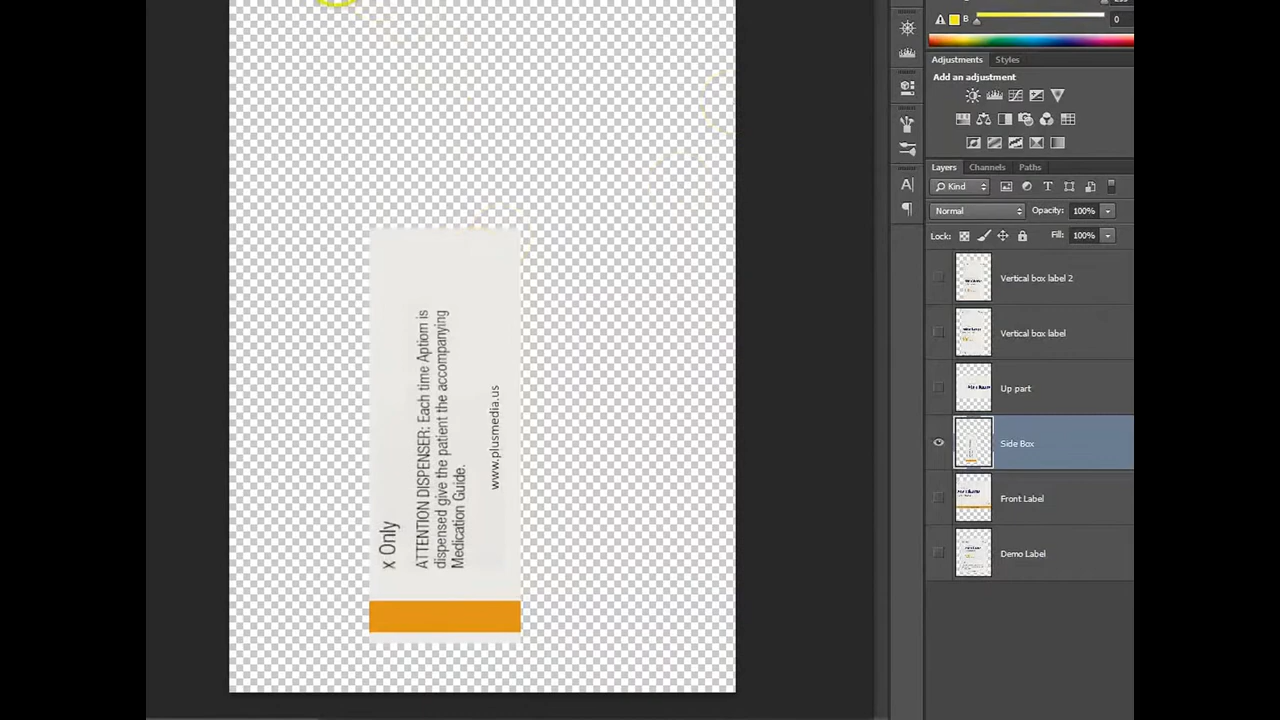 B
0
Adjustments
Styles
Add an adjustment
Layers
Channels
Paths
Kind
Normal
Opacity: 100%
Lock:
Fill: 100%
Vertical box label 2
Vertical box label
Up part
Side Box
Front Label
Demo Label
x Only
ATTENTION DISPENSER: Each time Aptiom is
dispensed give the patient the accompanying
Medication Guide.
www.plusmedia.us